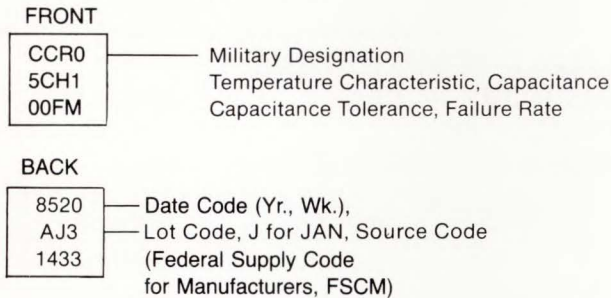 FRONT
CCR0 Military Designation
5CH1 Temperature Characteristic, Capacitance
00FM Capacitance Tolerance, Failure Rate
BACK
8520 Date Code (Yr., Wk.),
AJ3 Lot Code, J for JAN, Source Code
1433 (Federal Supply Code
for Manufacturers, FSCM)